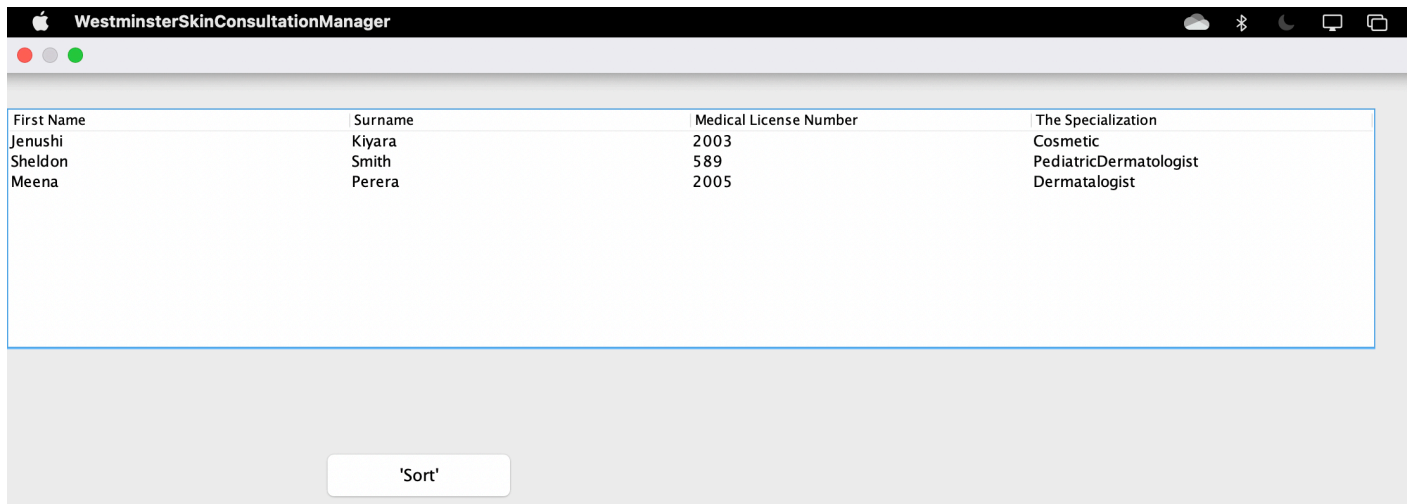 WestminsterSkinConsultationManager
First Name Surname Medical License Number The Specialization
Jenushi Kiyara 2003 Cosmetic
Sheldon Smith 589 PediatricDermatologist
Meena Perera 2005 Dermatalogist
'Sort'